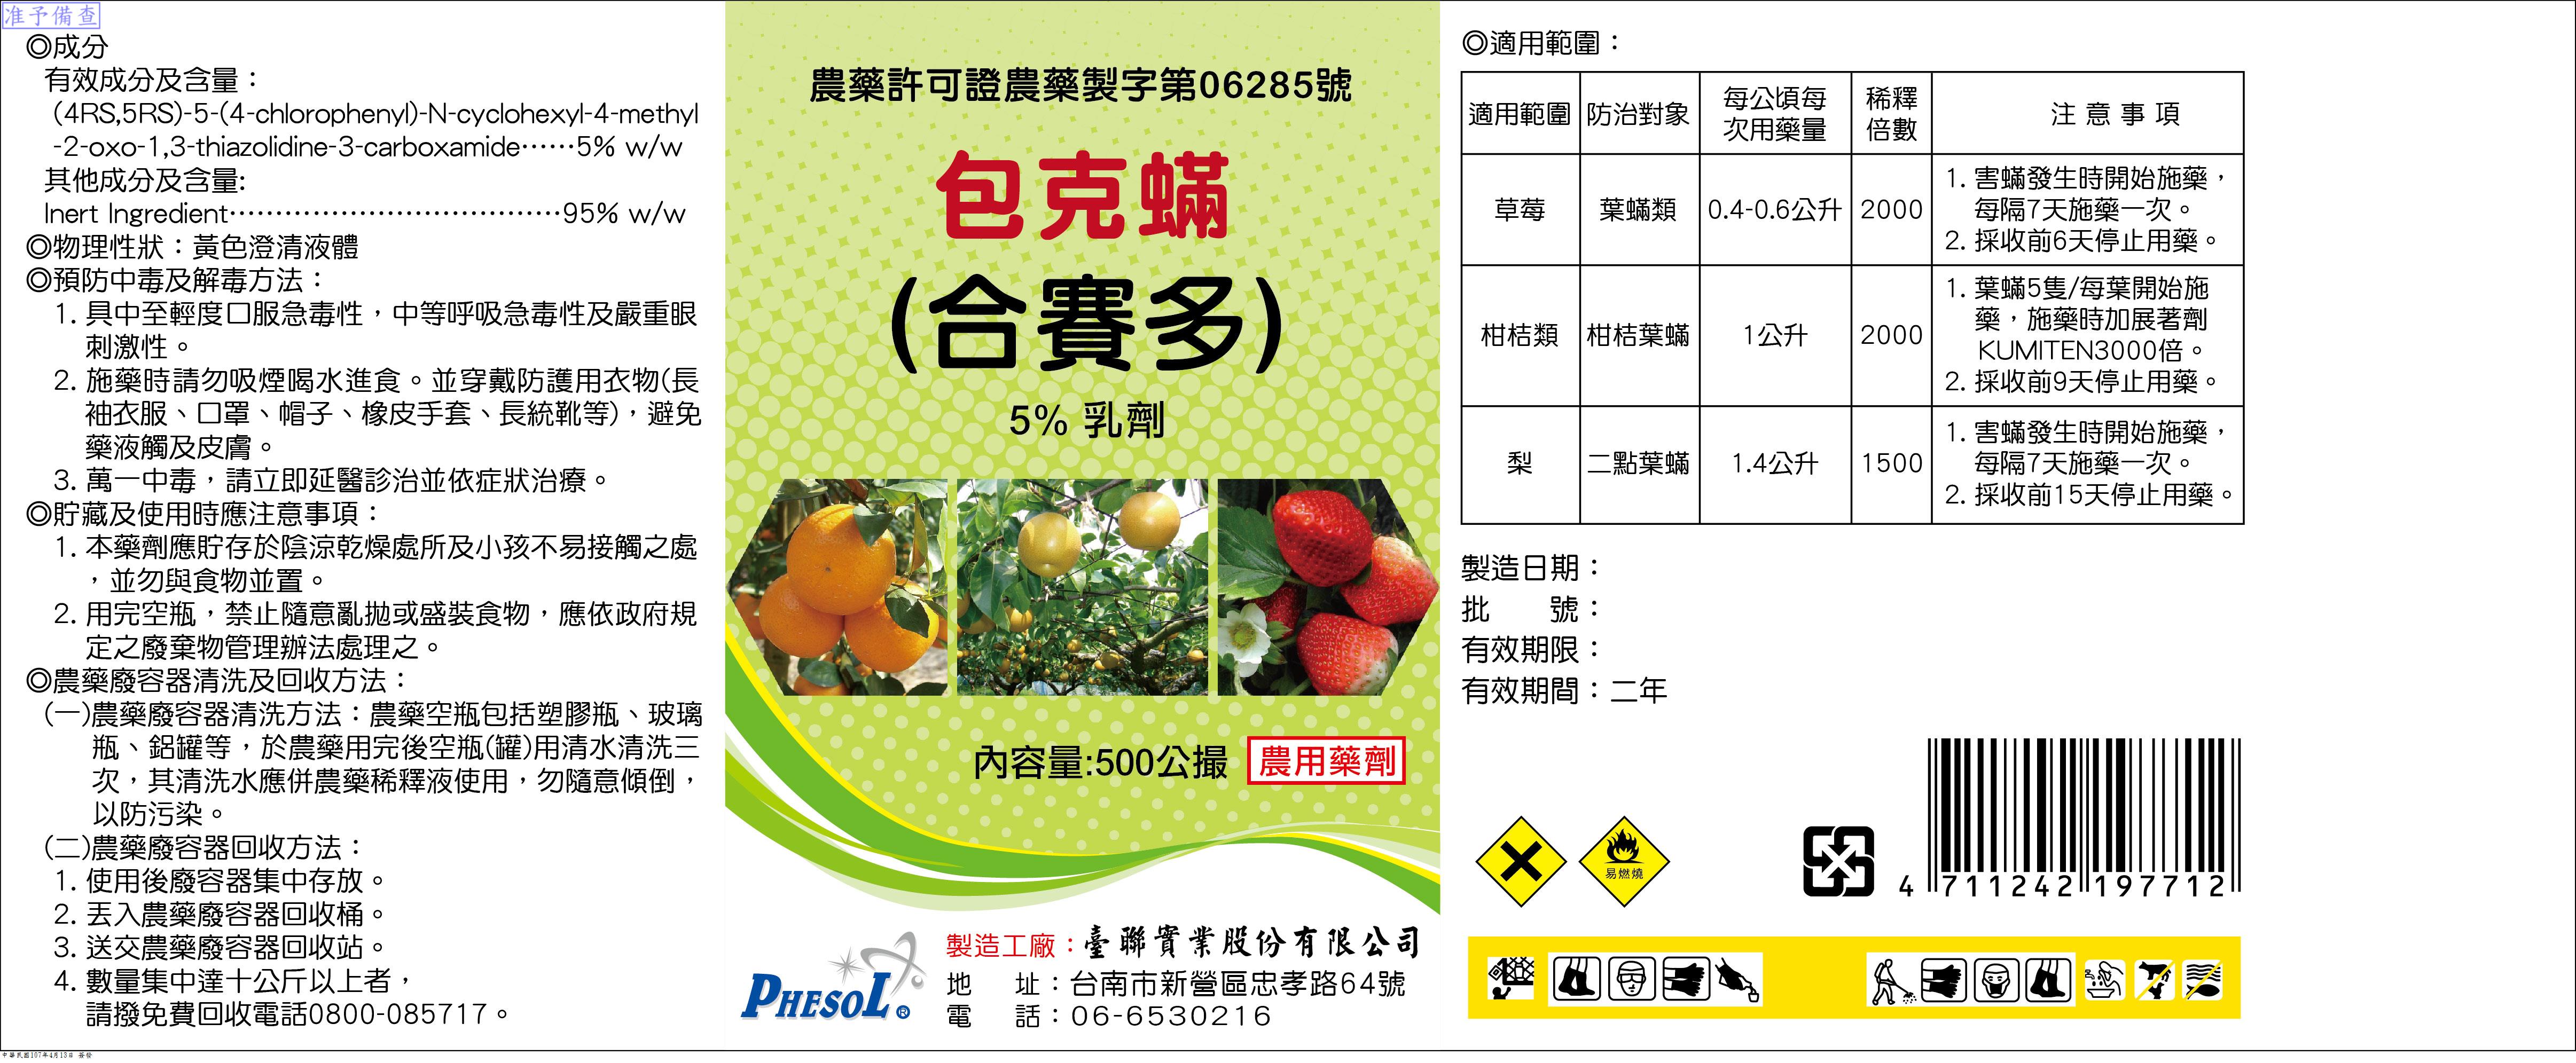 准予備查
◎成分
有效成分及含量：
(4RS,5RS)-5-(4-chlorophenyl)-N-cyclohexyl-4-methyl
-2-oxo-1,3-thiazolidine-3-carboxamide……5% w/w
其他成分及含量:
Inert Ingredient………………………………95% w/w
◎物理性狀：黃色澄清液體
◎預防中毒及解毒方法：
1. 具中至輕度口服急毒性，中等呼吸急毒性及嚴重眼
刺激性。
2. 施藥時請勿吸煙喝水進食。並穿戴防護用衣物(長
袖衣服、口罩、帽子、橡皮手套、長統靴等)，避免
藥液觸及皮膚。
3. 萬一中毒，請立即延醫診治並依症狀治療。
◎貯藏及使用時應注意事項：
1. 本藥劑應貯存於陰涼乾燥處所及小孩不易接觸之處
，並勿與食物並置。
2. 用完空瓶，禁止隨意亂拋或盛裝食物，應依政府規
定之廢棄物管理辦法處理之。
◎農藥廢容器清洗及回收方法：
(一)農藥廢容器清洗方法：農藥空瓶包括塑膠瓶、玻璃
瓶、鋁罐等，於農藥用完後空瓶(罐)用清水清洗三
次，其清洗水應併農藥稀釋液使用，勿隨意傾倒，
以防污染。
(二)農藥廢容器回收方法：
1. 使用後廢容器集中存放。
2. 丟入農藥廢容器回收桶。
3. 送交農藥廢容器回收站。
4. 數量集中達十公斤以上者，
請撥免費回收電話0800-085717。
農藥許可證農藥製字第06285號
包克蟎
(合賽多)
5% 乳劑
內容量:500公撮 農用藥劑
PHESOL®
製造工廠：臺聯實業股份有限公司
地 址：台南市新營區忠孝路64號
電 話：06-6530216
◎適用範圍：
適用範圍 防治對象 每公頃每次用藥量 稀釋倍數 注意事項
草莓 葉蟎類 0.4-0.6公升 2000
1. 害蟎發生時開始施藥，
每隔7天施藥一次。
2. 採收前6天停止用藥。
柑桔類 柑桔葉蟎 1公升 2000
1. 葉蟎5隻/每葉開始施
藥，施藥時加展著劑
KUMITEN3000倍。
2. 採收前9天停止用藥。
梨 二點葉蟎 1.4公升 1500
1. 害蟎發生時開始施藥，
每隔7天施藥一次。
2. 採收前15天停止用藥。
製造日期：
批 號：
有效期限：
有效期間：二年
易燃燒
4 711242 197712
中華民國107年4月13日 簽發